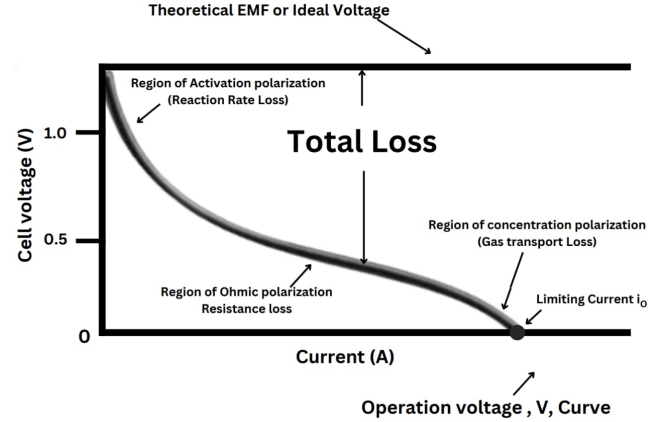 Theoretical EMF or Ideal Voltage
Region of Activation polarization
(Reaction Rate Loss)
Total Loss
Cell voltage (V)
1.0
0.5
0
Region of concentration polarization
(Gas transport Loss)
Region of Ohmic polarization
Resistance loss
Limiting Current i₀
Current (A)
Operation voltage , V, Curve